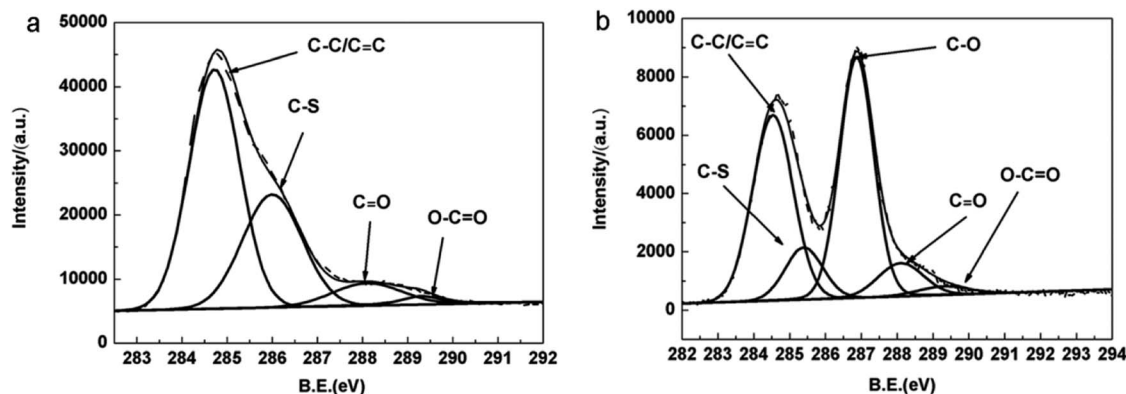 a
50000
40000
30000
20000
10000
0
Intensity/(a.u.)
C-C/C=C
C-S
C=O
O-C=O
283 284 285 286 287 288 289 290 291 292
B.E.(eV)
b
10000
8000
6000
4000
2000
0
Intensity/(a.u.)
C-C/C=C
C-O
C-S
C=O
O-C=O
282 283 284 285 286 287 288 289 290 291 292 293 294
B.E.(eV)